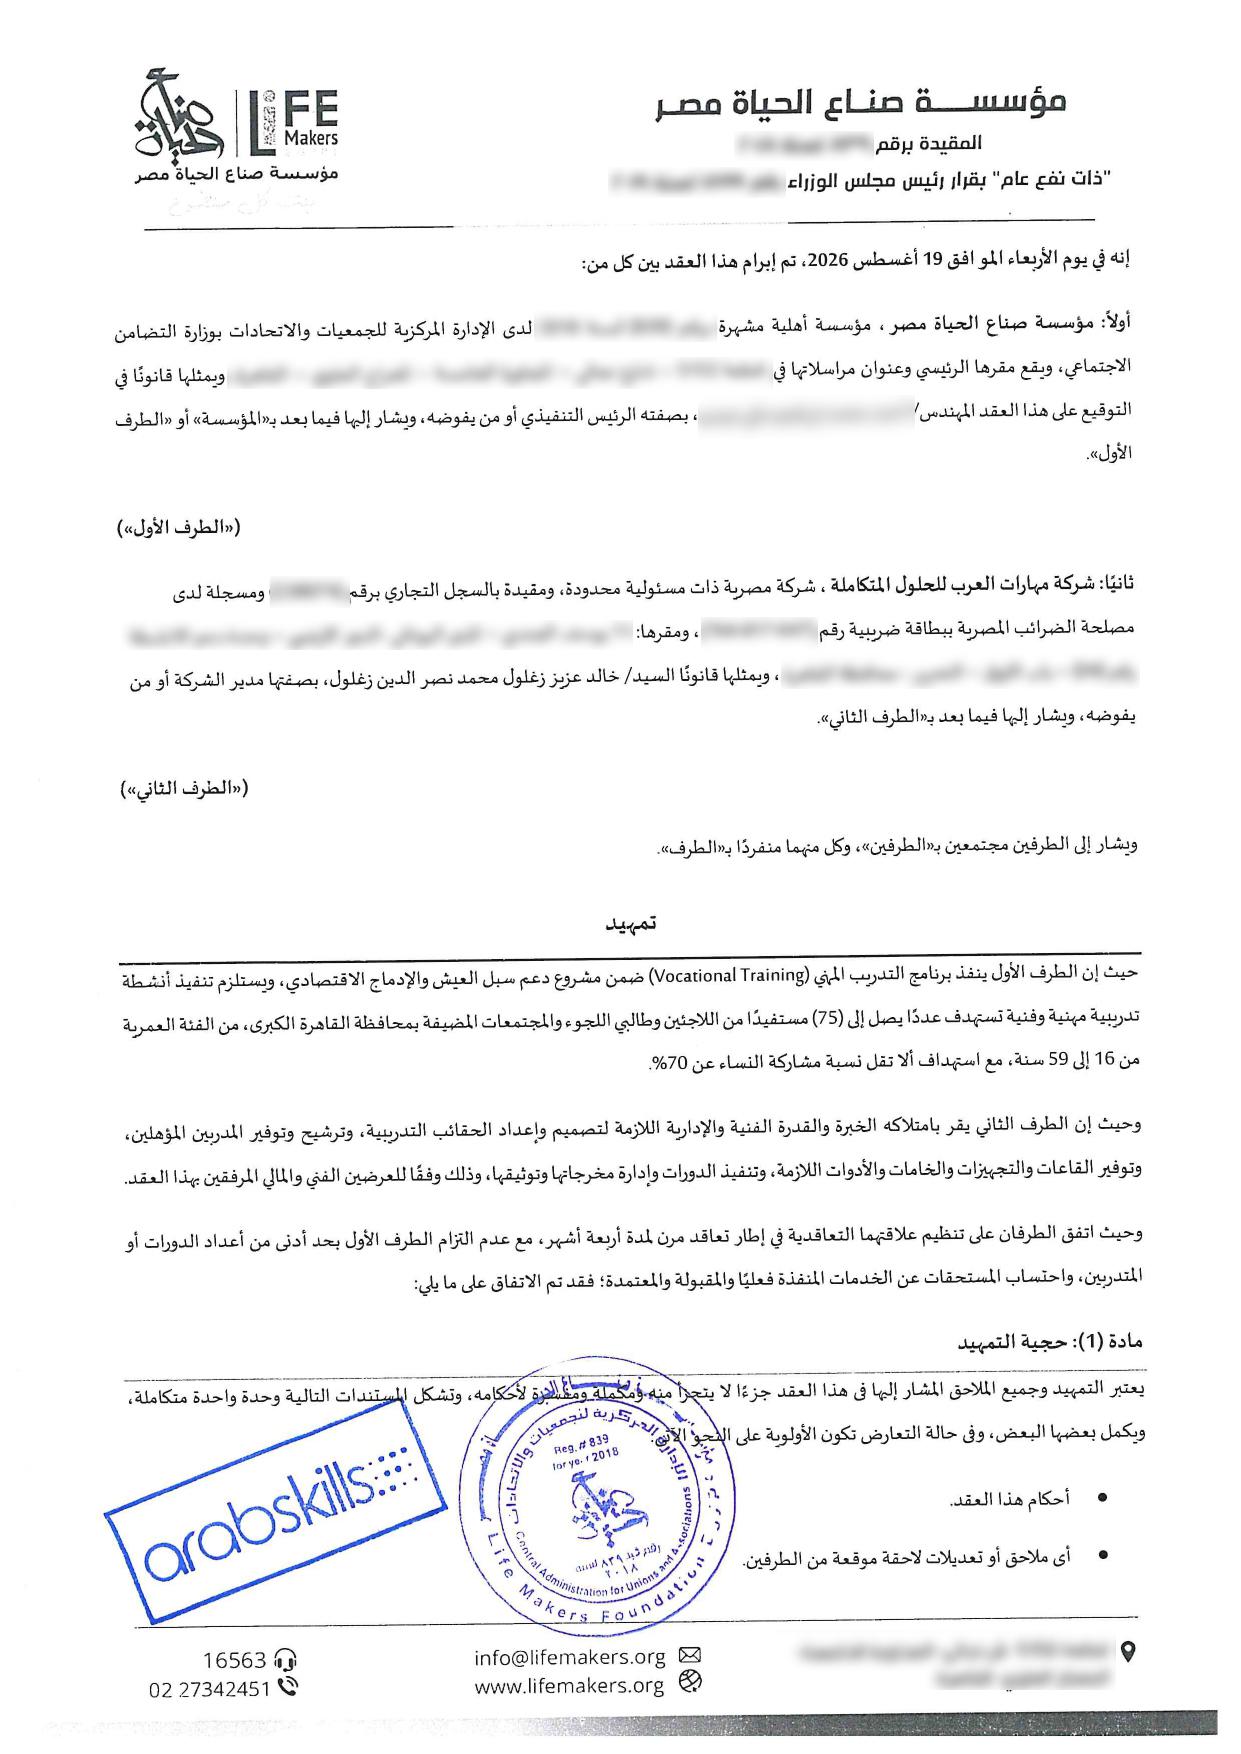 مؤسسة صناع الحياة مصر
المقيدة برقم
"ذات نفع عام" بقرار رئيس مجلس الوزراء
LiFE
Makers
مؤسسة صناع الحياة مصر
إنه في يوم الأربعاء الموافق 19 أغسطس 2026، تم إبرام هذا العقد بين كل من:
أولاً: مؤسسة صناع الحياة مصر ، مؤسسة أهلية مشهرة لدى الإدارة المركزية للجمعيات والاتحادات بوزارة التضامن
الاجتماعي، ويقع مقرها الرئيسي وعنوان مراسلاتها في ويمثلها قانونًا في
التوقيع على هذا العقد المهندس/ ، بصفته الرئيس التنفيذي أو من يفوضه، ويشار إليها فيما بعد بـ«المؤسسة» أو «الطرف
الأول».
(«الطرف الأول»)
ثانيًا: شركة مهارات العرب للحلول المتكاملة ، شركة مصرية ذات مسئولية محدودة، ومقيدة بالسجل التجاري برقم ومسجلة لدى
مصلحة الضرائب المصرية ببطاقة ضريبية رقم ، ومقرها:
، ويمثلها قانونًا السيد/ خالد عزيز زغلول محمد نصر الدين زغلول، بصفتها مدير الشركة أو من
يفوضه، ويشار إليها فيما بعد بـ«الطرف الثاني».
(«الطرف الثاني»)
ويشار إلى الطرفين مجتمعين بـ«الطرفين»، وكل منهما منفردًا بـ«الطرف».
تمهيد
حيث إن الطرف الأول ينفذ برنامج التدريب المهني (Vocational Training) ضمن مشروع دعم سبل العيش والإدماج الاقتصادي، ويستلزم تنفيذ أنشطة
تدريبية مهنية وفنية تستهدف عددًا يصل إلى (75) مستفيدًا من اللاجئين وطالبي اللجوء والمجتمعات المضيفة بمحافظة القاهرة الكبرى، من الفئة العمرية
من 16 إلى 59 سنة، مع استهداف ألا تقل نسبة مشاركة النساء عن 70%.
وحيث إن الطرف الثاني يقر بامتلاكه الخبرة والقدرة الفنية والإدارية اللازمة لتصميم وإعداد الحقائب التدريبية، وترشيح وتوفير المدربين المؤهلين،
وتوفير القاعات والتجهيزات والخامات والأدوات اللازمة، وتنفيذ الدورات وإدارة مخرجاتها وتوثيقها، وذلك وفقًا للعرضين الفني والمالي المرفقين بهذا العقد.
وحيث اتفق الطرفان على تنظيم علاقتهما التعاقدية في إطار تعاقد مرن لمدة أربعة أشهر، مع عدم التزام الطرف الأول بحد أدنى من أعداد الدورات أو
المتدربين، واحتساب المستحقات عن الخدمات المنفذة فعليًا والمقبولة والمعتمدة؛ فقد تم الاتفاق على ما يلي:
مادة (1): حجية التمهيد
يعتبر التمهيد وجميع الملاحق المشار إليها في هذا العقد جزءًا لا يتجزأ منه ومكملة ومفسرة لأحكامه، وتشكل المستندات التالية وحدة واحدة متكاملة،
ويكمل بعضها البعض، وفي حالة التعارض تكون الأولوية على النحو الآتي:
• أحكام هذا العقد.
• أي ملاحق أو تعديلات لاحقة موقعة من الطرفين.
arabskills
الإدارة المركزية للجمعيات والاتحادات
Reg. # 839
for year 2018
رقم قيد ٨٣٩ لسنة
٢٠١٨
Central Administration for Unions and Associations
Life Makers Foundation
16563
02 27342451
info@lifemakers.org
www.lifemakers.org